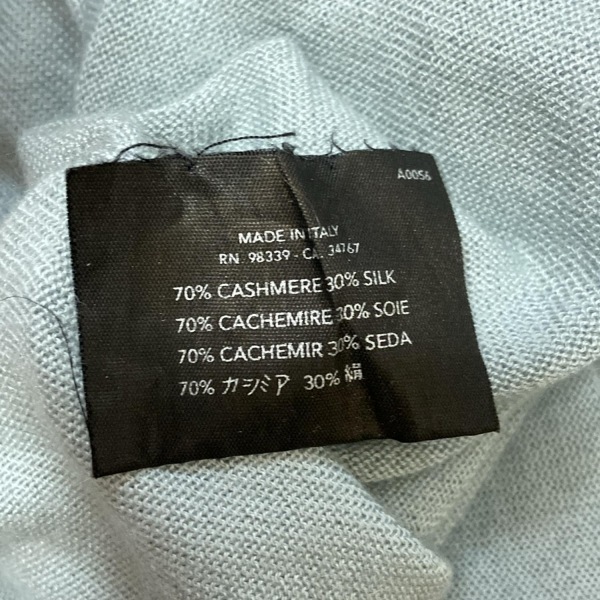 A0056
MADE IN ITALY
RN 98339 - CA 34767
70% CASHMERE 30% SILK
70% CACHEMIRE 30% SOIE
70% CACHEMIR 30% SEDA
70% カシミア 30% 絹